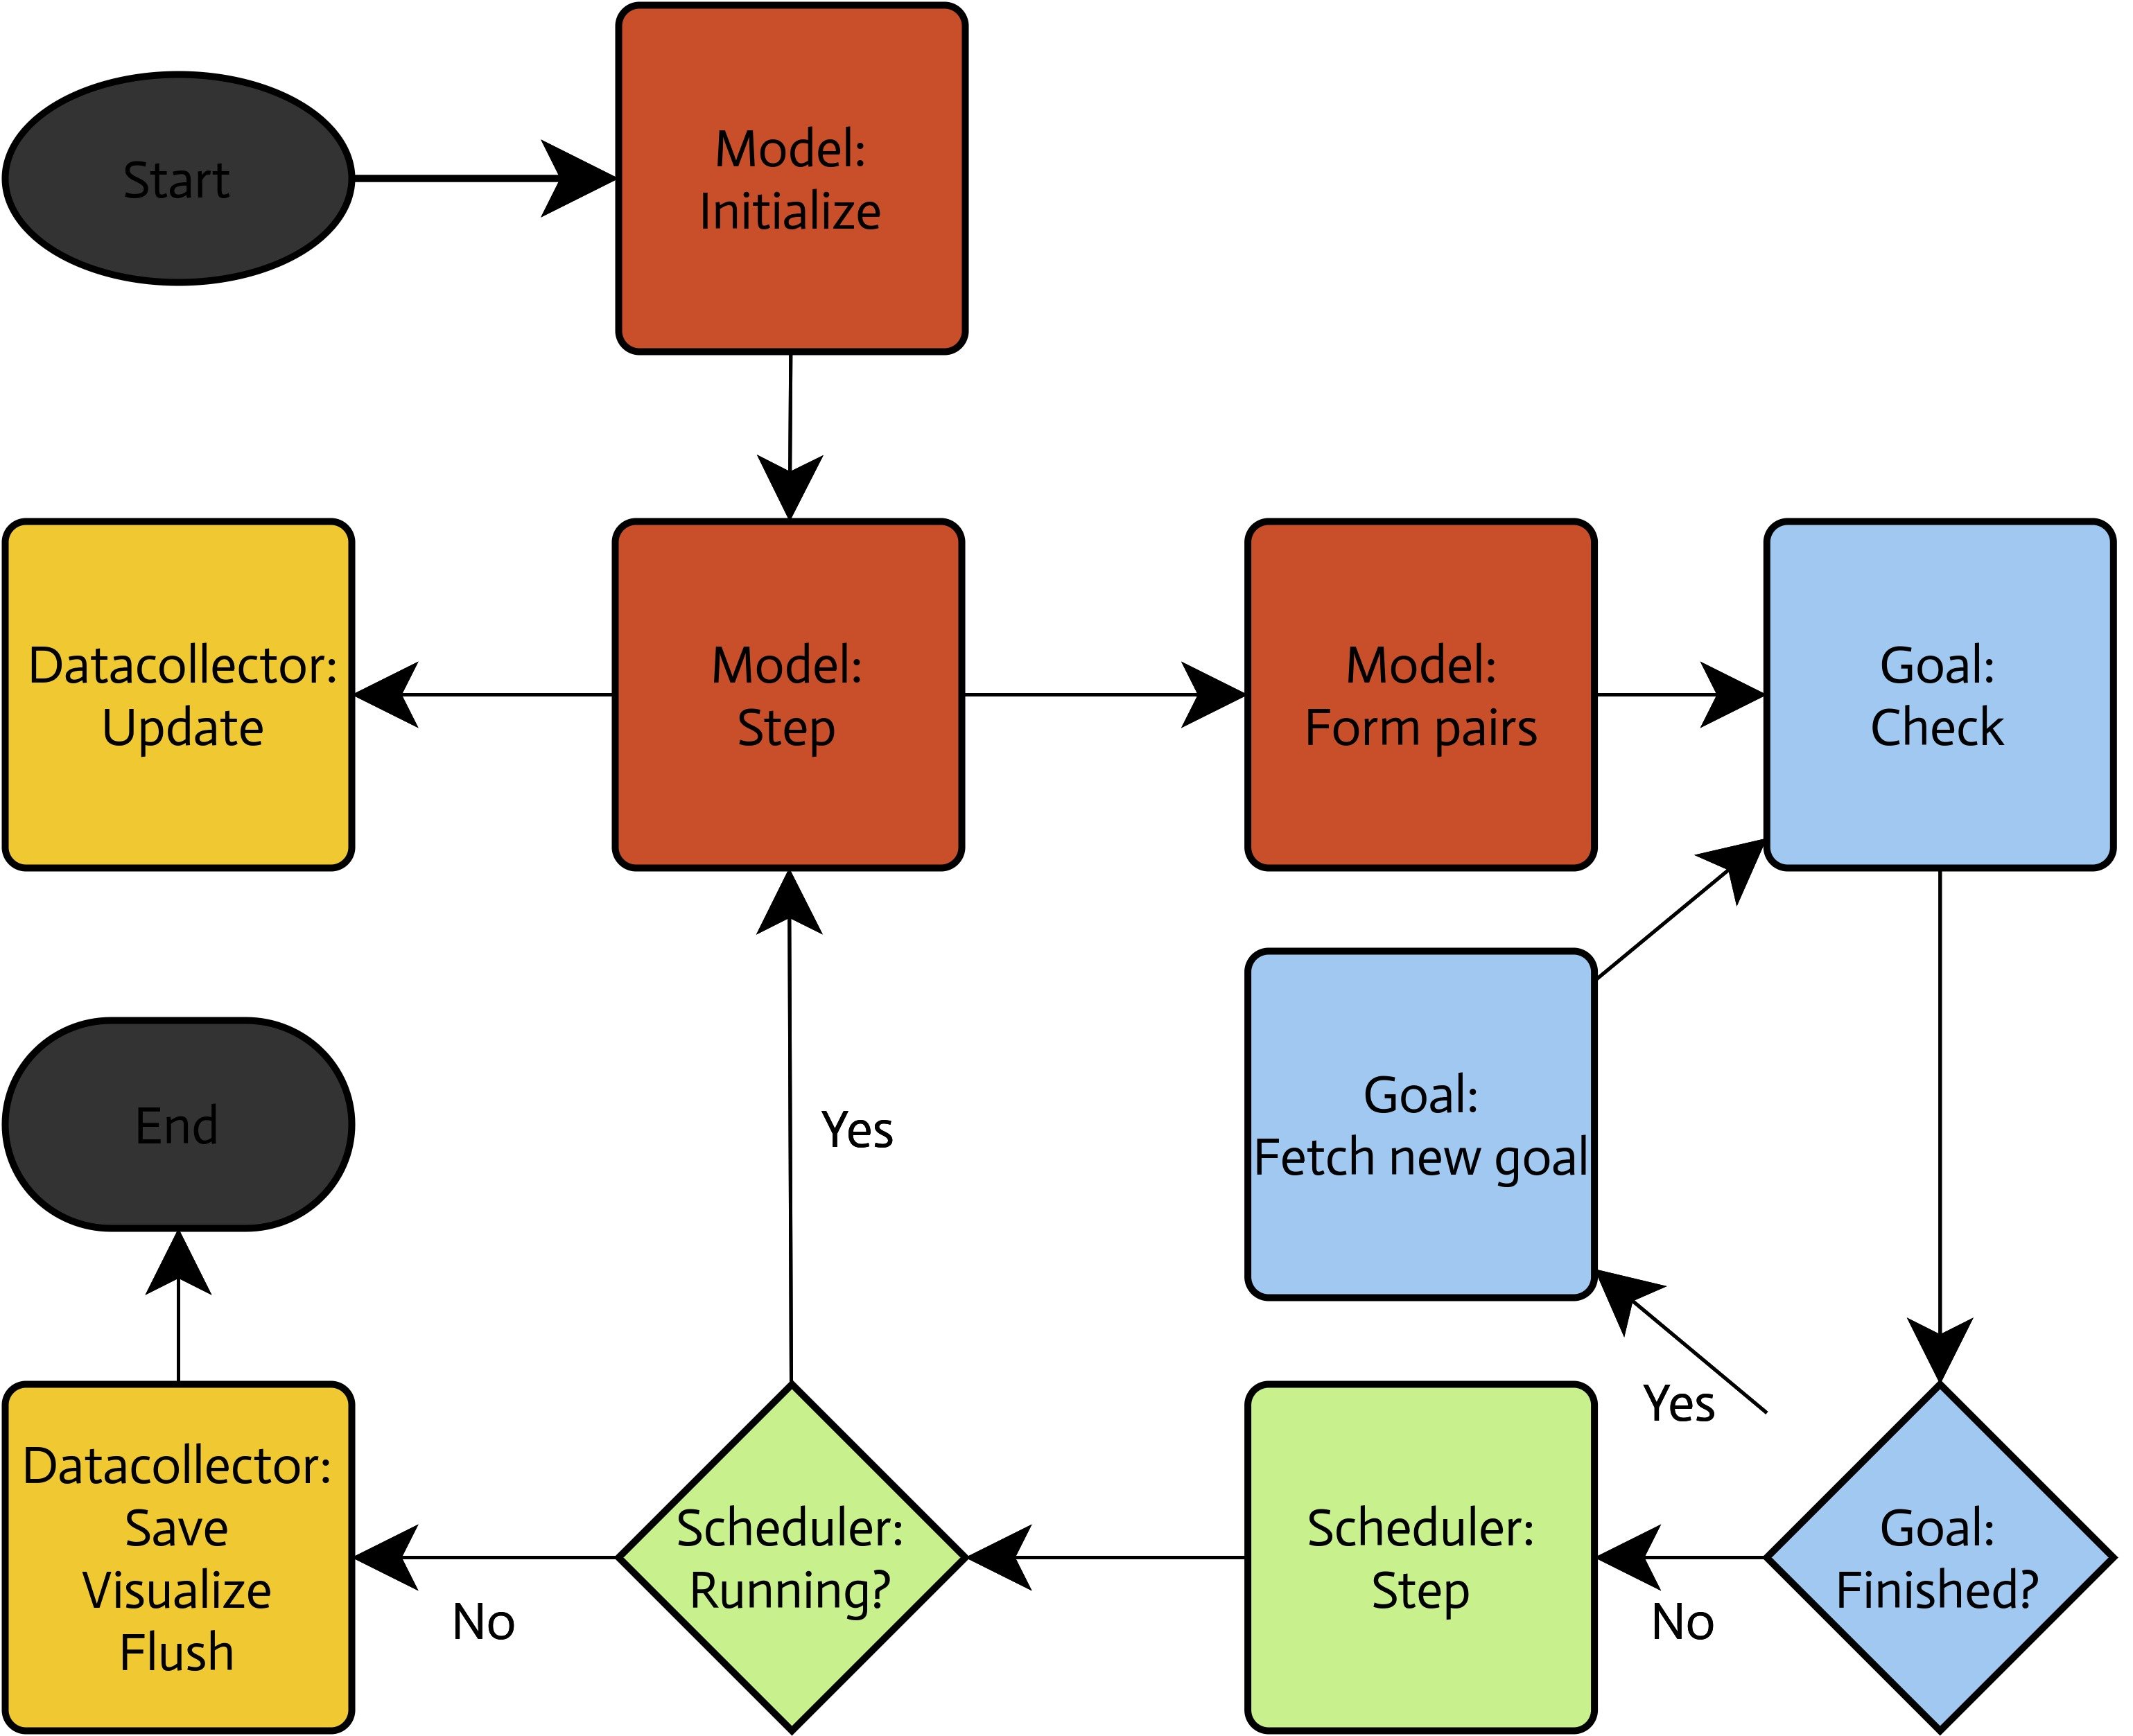 Start
Model:
Initialize
Datacollector:
Update
Model:
Step
Model:
Form pairs
Goal:
Check
End
Yes
Goal:
Fetch new goal
Yes
Datacollector:
Save
Visualize
Flush
No
Scheduler:
Running?
Scheduler:
Step
No
Goal:
Finished?